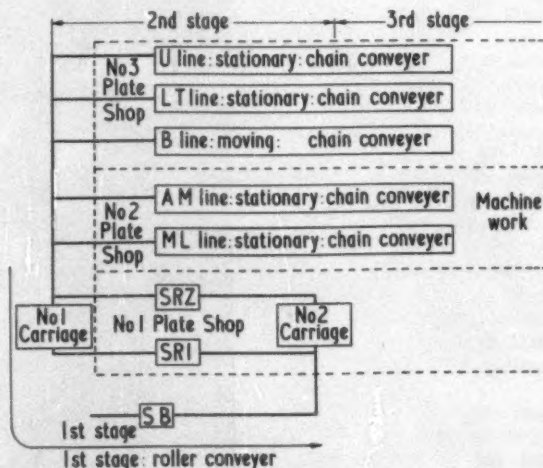 2nd stage
3rd stage
No3 Plate Shop
U line: stationary: chain conveyer
LT line: stationary: chain conveyer
B line: moving: chain conveyer
No2 Plate Shop
AM line: stationary: chain conveyer
ML line: stationary: chain conveyer
Machine work
SRZ
No1 Carriage
No1 Plate Shop
No2 Carriage
SR1
SB
1st stage
1st stage: roller conveyer